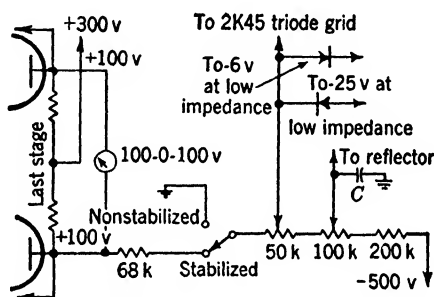 +300 v
+100 v
To 2K45 triode grid
To-6 v
at low
impedance
To-25 v at
low impedance
Last stage
100-0-100 v
To reflector
C
Nonstabilized
+100 v
68 k
Stabilized
50 k
100 k
200 k
-500 v